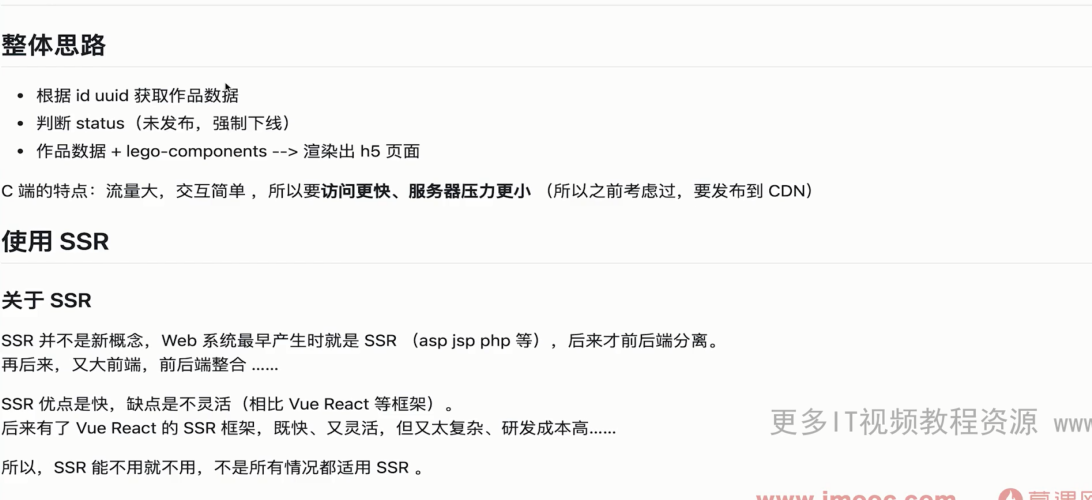 整体思路
根据 id uuid 获取作品数据
判断 status（未发布，强制下线）
作品数据 + lego-components --> 渲染出 h5 页面
C 端的特点：流量大，交互简单 ，所以要访问更快、服务器压力更小 （所以之前考虑过，要发布到 CDN）
使用 SSR
关于 SSR
SSR 并不是新概念，Web 系统最早产生时就是 SSR （asp jsp php 等），后来才前后端分离。
再后来，又大前端，前后端整合 ......
SSR 优点是快，缺点是不灵活（相比 Vue React 等框架）。
后来有了 Vue React 的 SSR 框架，既快、又灵活，但又太复杂、研发成本高......
更多IT视频教程资源 www
所以，SSR 能不用就不用，不是所有情况都适用 SSR 。
www.imooc.com 慕课网